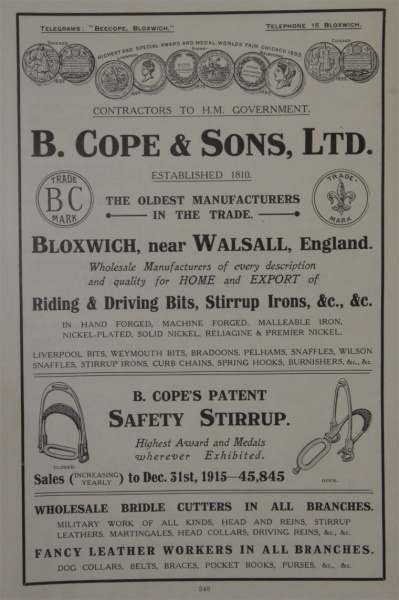 TELEGRAMS: "BEECOPE, BLOXWICH."
TELEPHONE 15 BLOXWICH.
HIGHEST AND SPECIAL AWARD AND MEDAL WORLDS FAIR CHICAGO 1893.
CONTRACTORS TO H.M. GOVERNMENT.
B. COPE & SONS, LTD.
ESTABLISHED 1810.
TRADE
BC
MARK
THE OLDEST MANUFACTURERS
IN THE TRADE.
TRADE
MARK
BLOXWICH, near WALSALL, England.
Wholesale Manufacturers of every description
and quality for HOME and EXPORT of
Riding & Driving Bits, Stirrup Irons, &c., &c.
IN HAND FORGED, MACHINE FORGED, MALLEABLE IRON,
NICKEL-PLATED, SOLID NICKEL, RELIAGINE & PREMIER NICKEL.
LIVERPOOL BITS, WEYMOUTH BITS, BRADOONS, PELHAMS, SNAFFLES, WILSON
SNAFFLES, STIRRUP IRONS, CURB CHAINS, SPRING HOOKS, BURNISHERS, &c., &c.
B. COPE'S PATENT
SAFETY STIRRUP.
Highest Award and Medals
wherever Exhibited.
CLOSED.
OPEN.
Sales (INCREASING YEARLY) to Dec. 31st, 1915—45,845
WHOLESALE BRIDLE CUTTERS IN ALL BRANCHES.
MILITARY WORK OF ALL KINDS, HEAD AND REINS, STIRRUP
LEATHERS, MARTINGALES, HEAD COLLARS, DRIVING REINS, &c., &c.
FANCY LEATHER WORKERS IN ALL BRANCHES.
DOG COLLARS, BELTS, BRACES, POCKET BOOKS, PURSES, &c., &c.